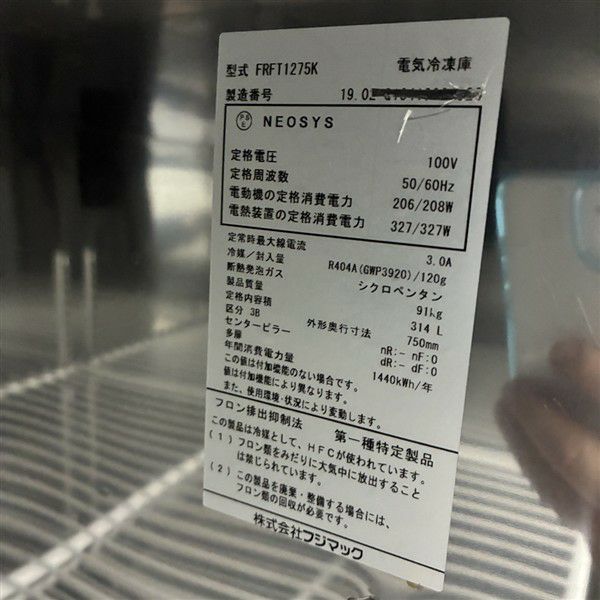 型式 FRFT1275K 電気冷凍庫
製造番号 19.02
PS E NEOSYS
定格電圧 100V
定格周波数 50/60Hz
電動機の定格消費電力 206/208W
電熱装置の定格消費電力 327/327W
定常時最大線電流 3.0A
冷媒/封入量 R404A(GWP3920)/120g
断熱発泡ガス シクロペンタン
製品質量 91kg
定格内容積 314 L
区分 3B 外形奥行寸法 750mm
センターピラー nR:− nF:0
多扉 dR:− dF:0
年間消費電力量 1440kWh/年
この値は付加機能のない場合です。
値は付加機能により異なります。
また、使用環境・状況により変動します。
フロン排出抑制法 第一種特定製品
この製品は冷媒として、HFCが使われています。
(1)フロン類をみだりに大気中に放出すること
は禁じられています。
(2)この製品を廃棄・整備する場合には、
フロン類の回収が必要です。
株式会社フジマック